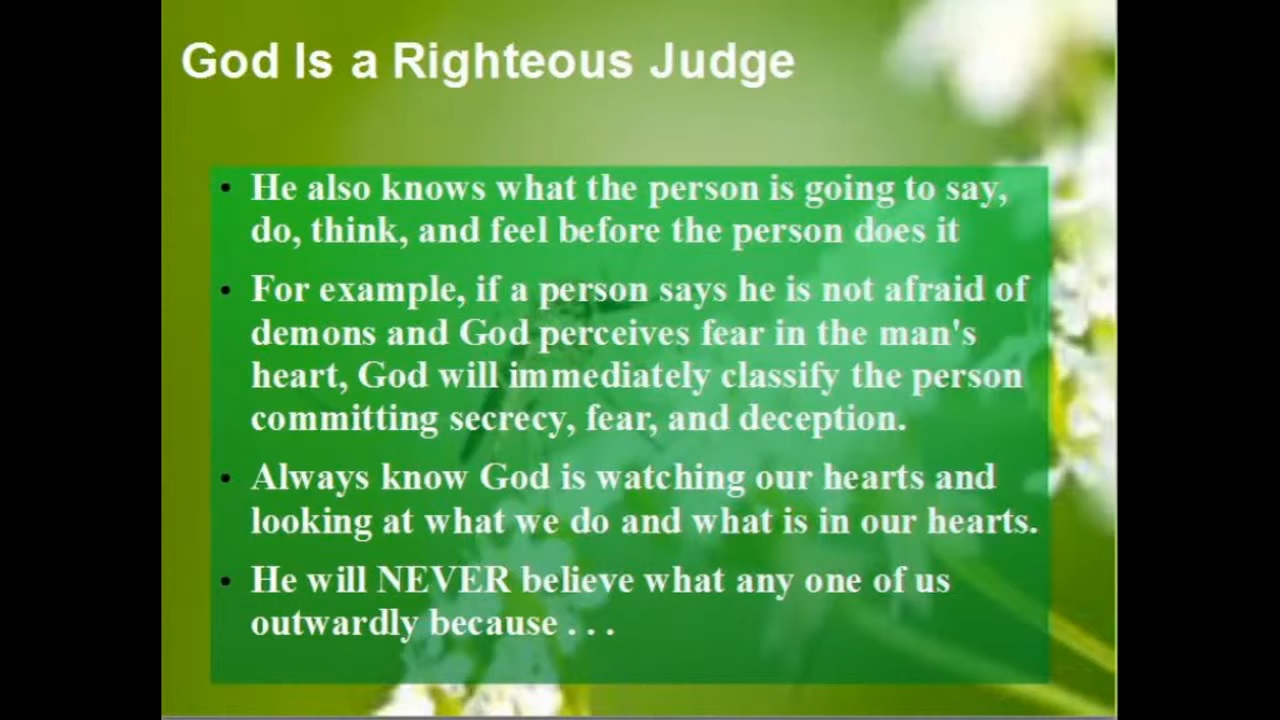 God Is a Righteous Judge
• He also knows what the person is going to say,
do, think, and feel before the person does it
• For example, if a person says he is not afraid of
demons and God perceives fear in the man's
heart, God will immediately classify the person
committing secrecy, fear, and deception.
• Always know God is watching our hearts and
looking at what we do and what is in our hearts.
• He will NEVER believe what any one of us
outwardly because . . .